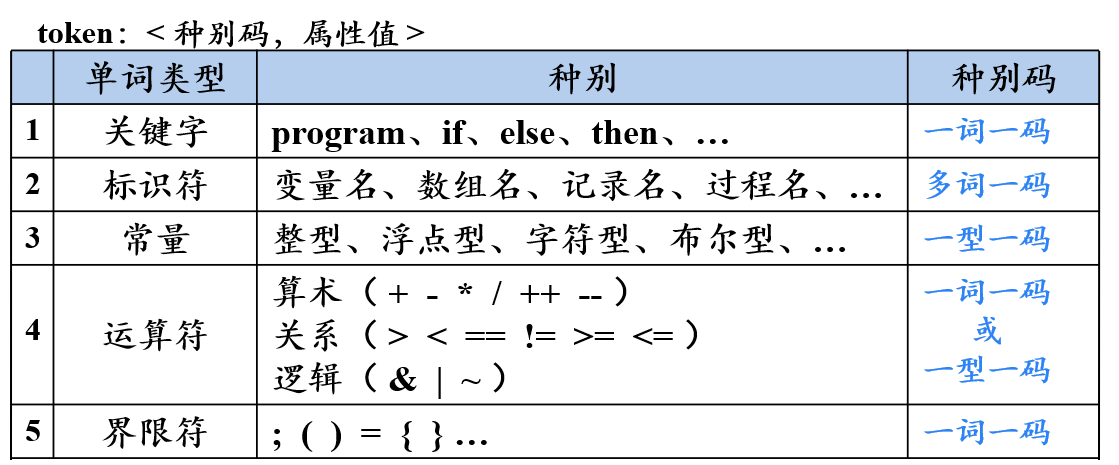 token：< 种别码，属性值 >
单词类型 种别 种别码
1 关键字 program、if、else、then、… 一词一码
2 标识符 变量名、数组名、记录名、过程名、… 多词一码
3 常量 整型、浮点型、字符型、布尔型、… 一型一码
4 运算符 算术（ + - * / ++ -- ） 一词一码
关系（ > < == != >= <= ） 或
逻辑（ & | ~ ） 一型一码
5 界限符 ; ( ) = { } … 一词一码